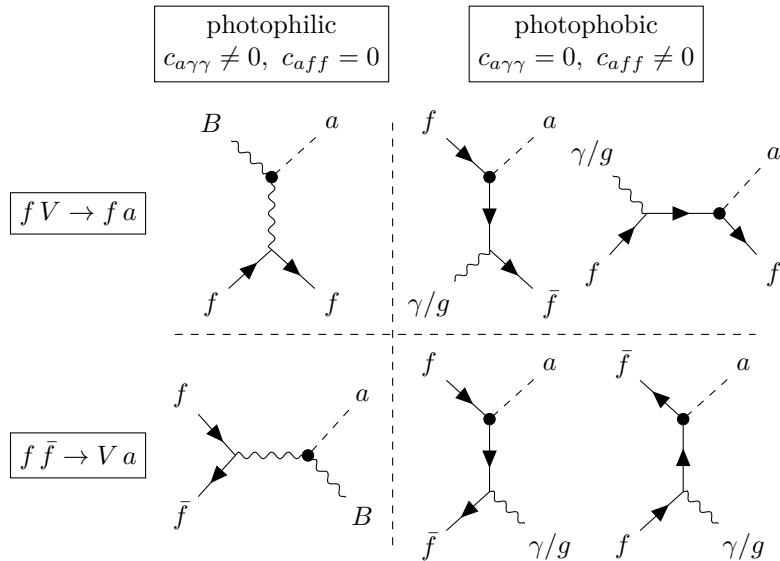 photophilic
c_{aγγ} ≠ 0, c_{aff} = 0
photophobic
c_{aγγ} = 0, c_{aff} ≠ 0
f V → f a
B
a
f
f
f
a
γ/g
f̄
γ/g
a
f
f
f f̄ → V a
f
a
f̄
B
f
a
f̄
γ/g
f̄
a
f
γ/g